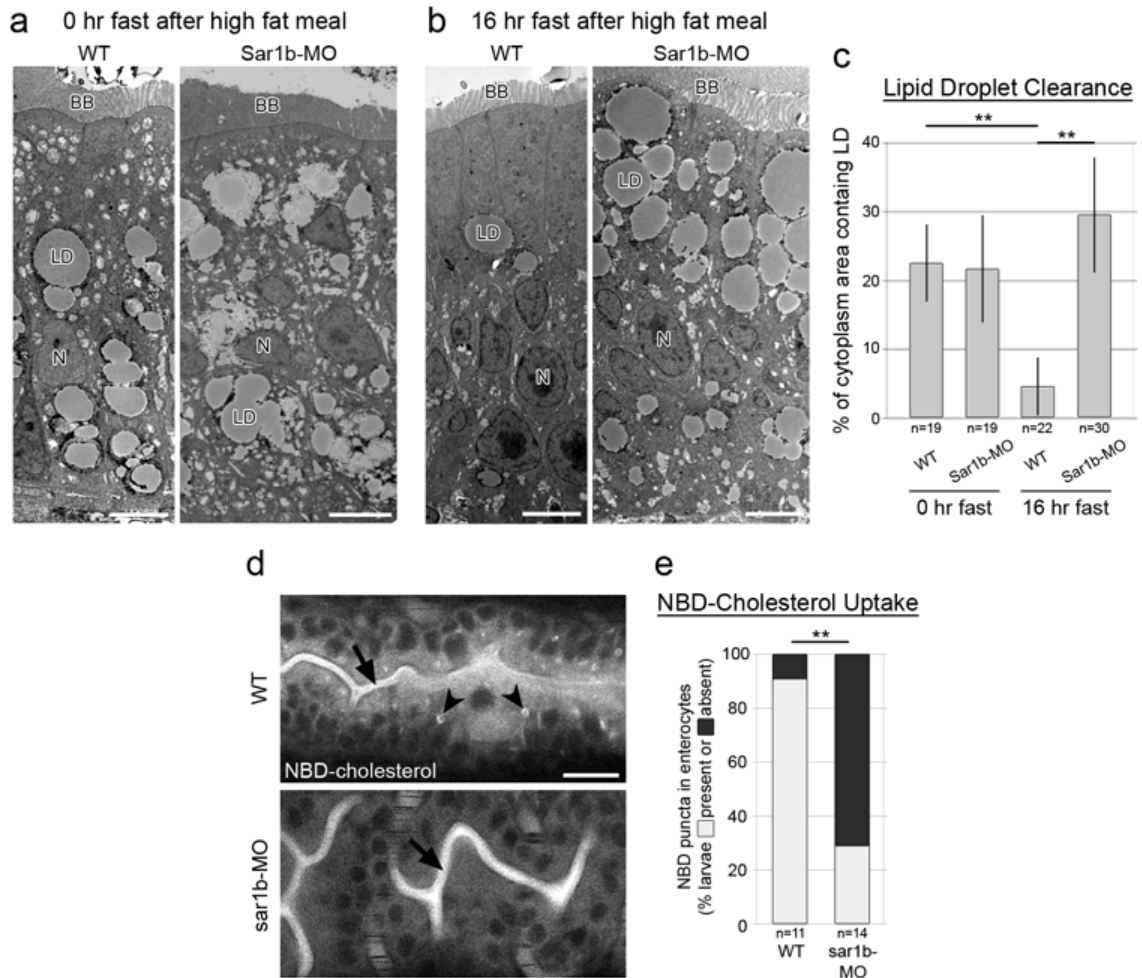 a 0 hr fast after high fat meal
WT Sar1b-MO
BB
BB
LD
N
N
LD
b 16 hr fast after high fat meal
WT Sar1b-MO
BB
BB
LD
LD
N
N
c
Lipid Droplet Clearance
** **
% of cytoplasm area containg LD
40
30
20
10
0
n=19 n=19 n=22 n=30
WT Sar1b-MO WT Sar1b-MO
0 hr fast 16 hr fast
d
WT
NBD-cholesterol
sar1b-MO
e
NBD-Cholesterol Uptake
**
NBD puncta in enterocytes
(% larvae present or absent)
100
80
60
40
20
0
n=11 n=14
WT sar1b-
MO